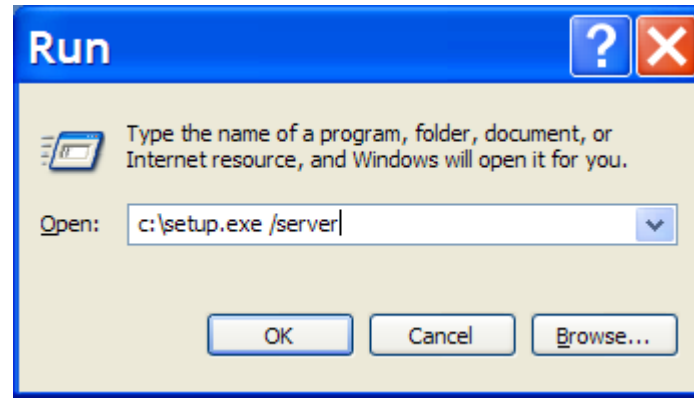 Run
Type the name of a program, folder, document, or
Internet resource, and Windows will open it for you.
Open: c:\setup.exe /server
OK Cancel Browse...